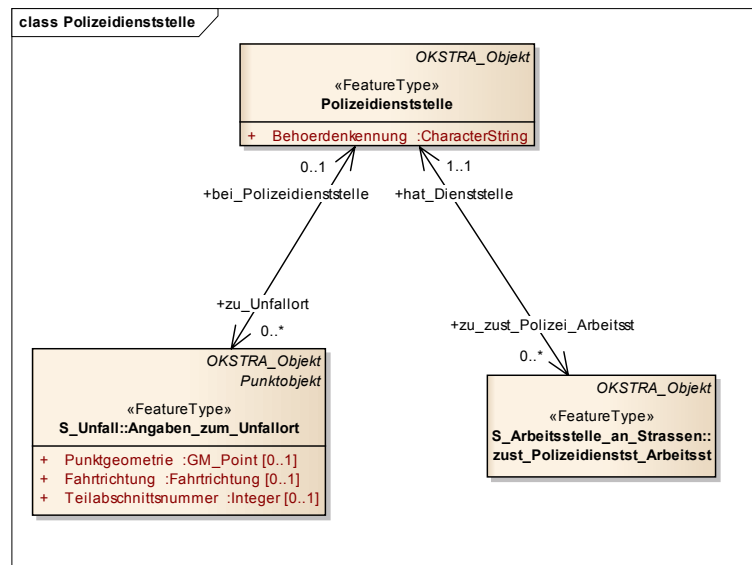 class Polizeidienststelle
OKSTRA_Objekt
«FeatureType»
Polizeidienststelle
+ Behoerdenkennung :CharacterString
0..1
1..1
+bei_Polizeidienststelle
+hat_Dienststelle
+zu_Unfallort
+zu_zust_Polizei_Arbeitsst
0..*
0..*
OKSTRA_Objekt
Punktobjekt
«FeatureType»
S_Unfall::Angaben_zum_Unfallort
+ Punktgeometrie :GM_Point [0..1]
+ Fahrtrichtung :Fahrtrichtung [0..1]
+ Teilabschnittsnummer :Integer [0..1]
OKSTRA_Objekt
«FeatureType»
S_Arbeitsstelle_an_Strassen::
zust_Polizeidienstst_Arbeitsst